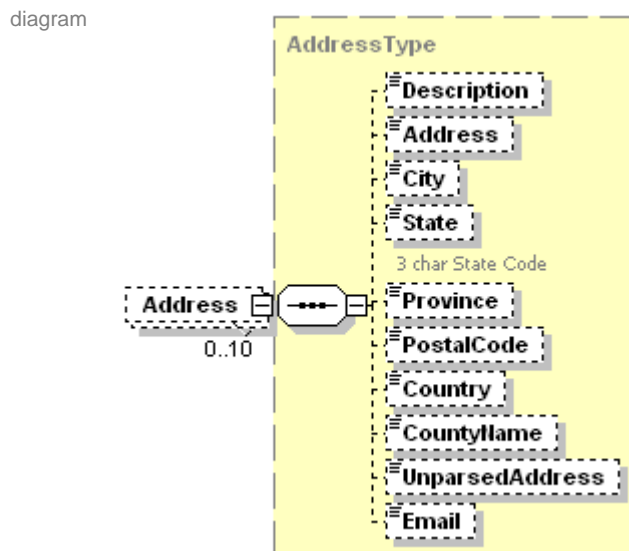 diagram
AddressType
Description
Address
City
State
3 char State Code
Address
0..10
Province
PostalCode
Country
CountyName
UnparsedAddress
Email